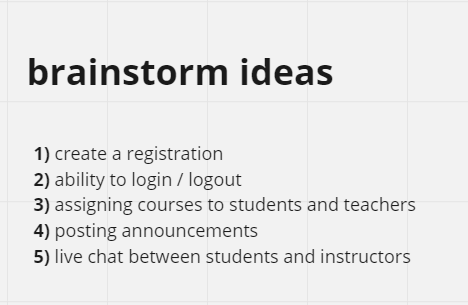 brainstorm ideas
1) create a registration
2) ability to login / logout
3) assigning courses to students and teachers
4) posting announcements
5) live chat between students and instructors